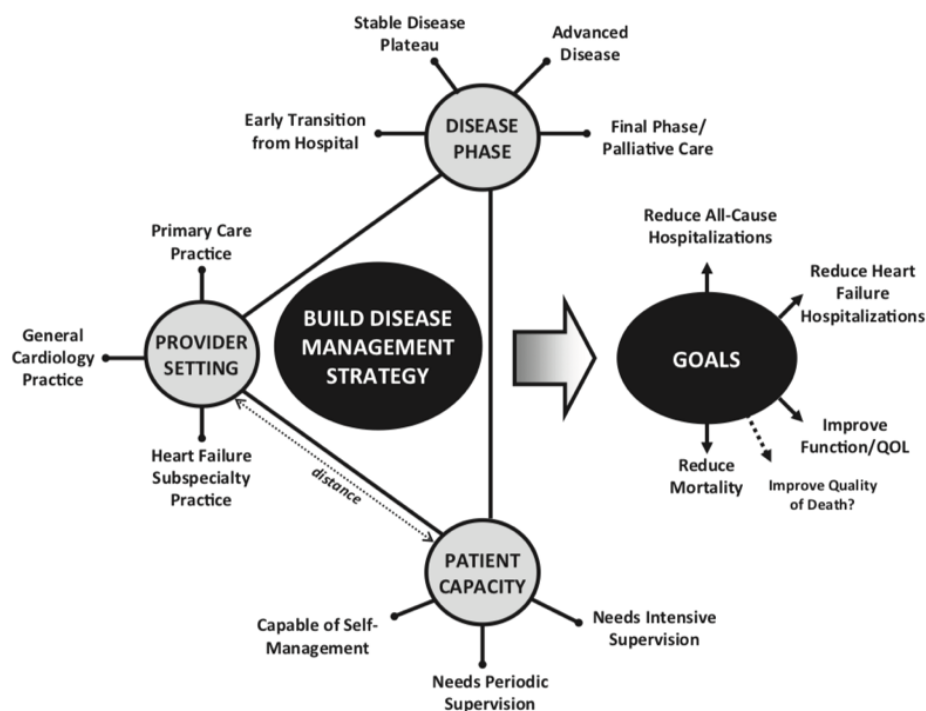 Stable Disease
Plateau
Advanced
Disease
Early Transition
from Hospital
DISEASE
PHASE
Final Phase/
Palliative Care
Primary Care
Practice
General
Cardiology
Practice
PROVIDER
SETTING
Heart Failure
Subspecialty
Practice
BUILD DISEASE
MANAGEMENT
STRATEGY
distance
PATIENT
CAPACITY
Capable of Self-
Management
Needs Periodic
Supervision
Needs Intensive
Supervision
Reduce All-Cause
Hospitalizations
Reduce Heart
Failure
Hospitalizations
GOALS
Improve
Function/QOL
Improve Quality
of Death?
Reduce
Mortality